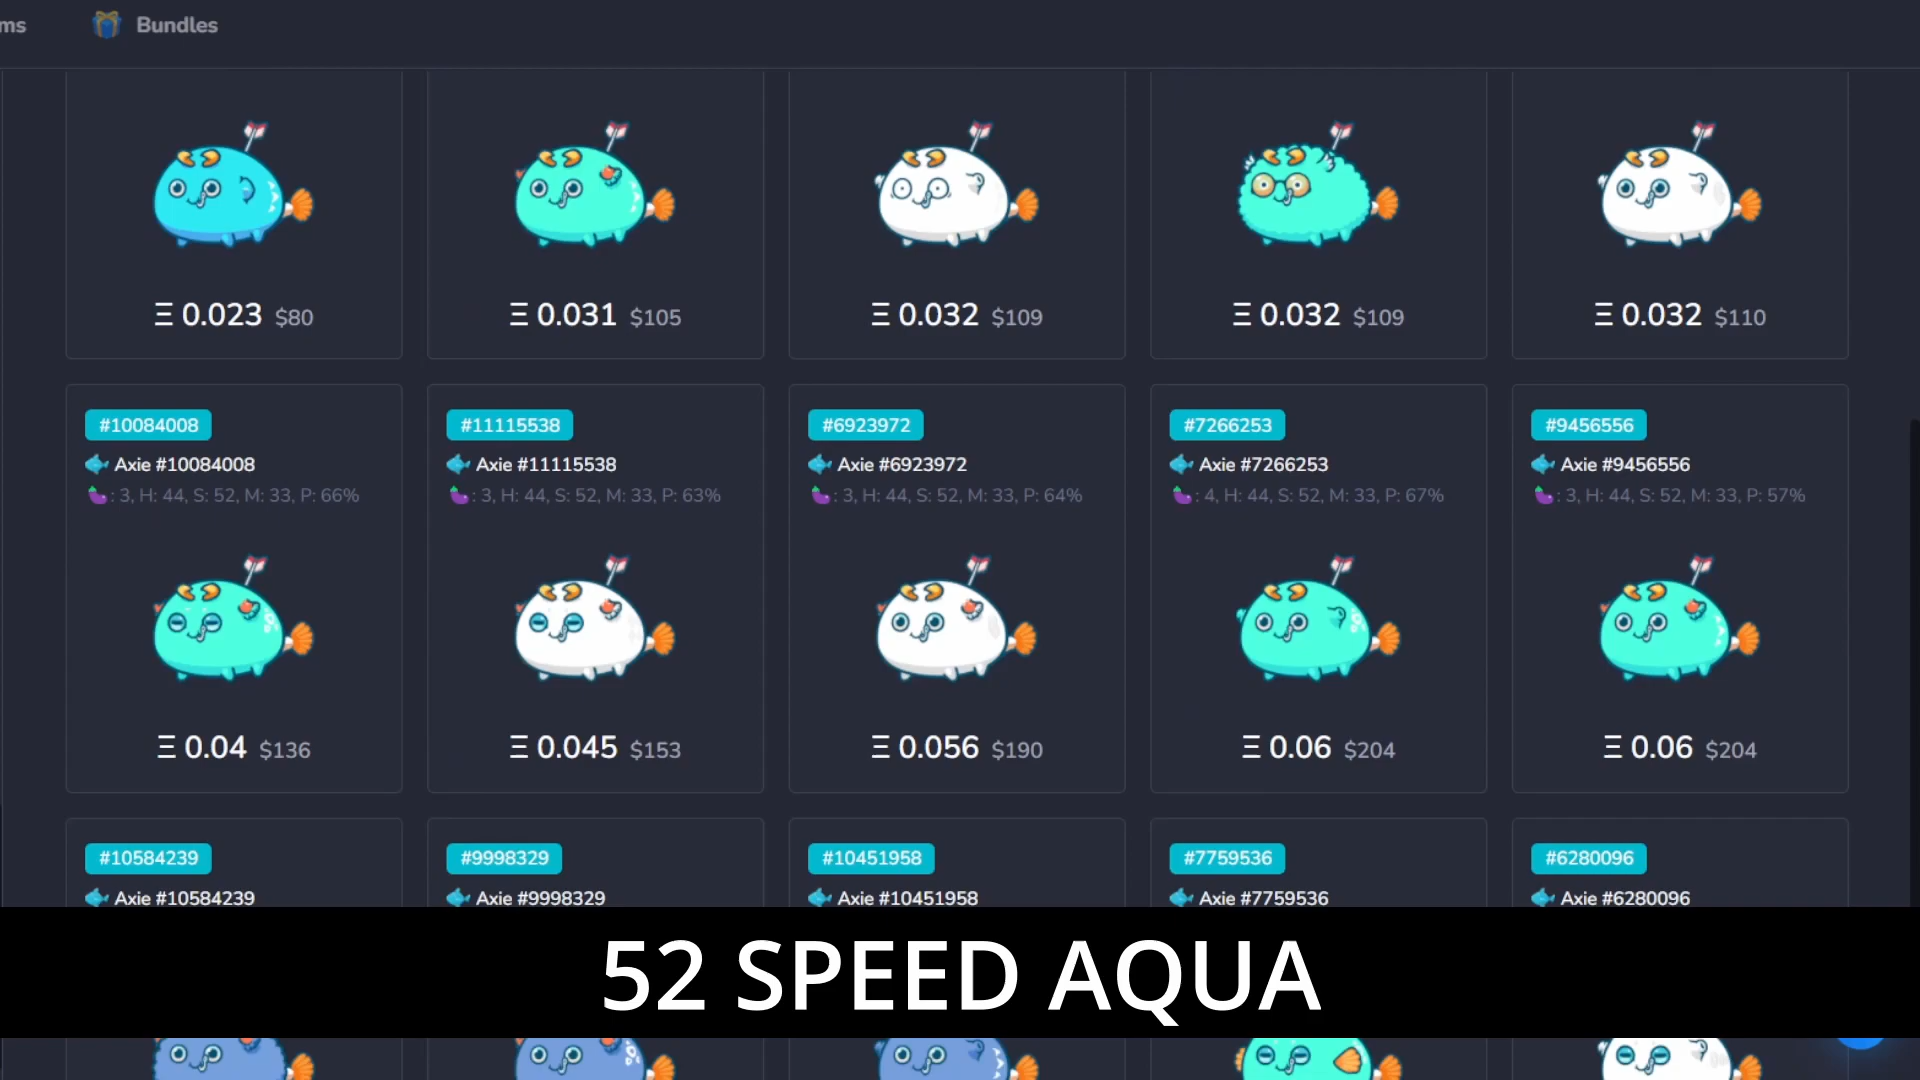 ms Bundles
Ξ 0.023 $80 Ξ 0.031 $105 Ξ 0.032 $109 Ξ 0.032 $109 Ξ 0.032 $110
#10084008 #11115538 #6923972 #7266253 #9456556
Axie #10084008 Axie #11115538 Axie #6923972 Axie #7266253 Axie #9456556
: 3, H: 44, S: 52, M: 33, P: 66% : 3, H: 44, S: 52, M: 33, P: 63% : 3, H: 44, S: 52, M: 33, P: 64% : 4, H: 44, S: 52, M: 33, P: 67% : 3, H: 44, S: 52, M: 33, P: 57%
Ξ 0.04 $136 Ξ 0.045 $153 Ξ 0.056 $190 Ξ 0.06 $204 Ξ 0.06 $204
#10584239 #9998329 #10451958 #7759536 #6280096
Axie #10584239 Axie #9998329 Axie #10451958 Axie #7759536 Axie #6280096
52 SPEED AQUA